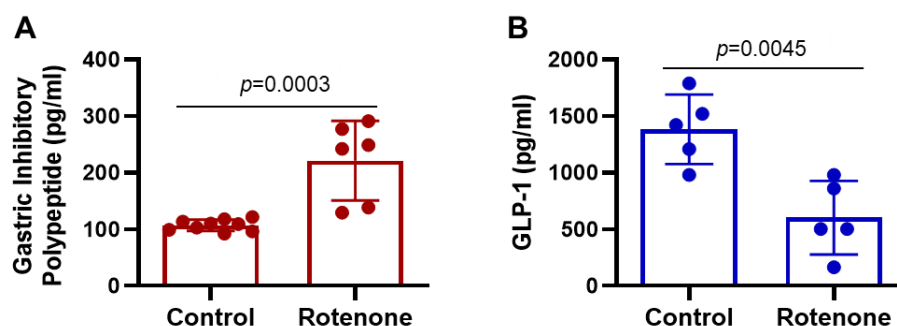 A
Gastric Inhibitory
Polypeptide (pg/ml)
400
300
200
100
0
p=0.0003
Control
Rotenone
B
GLP-1 (pg/ml)
2000
1500
1000
500
0
p=0.0045
Control
Rotenone